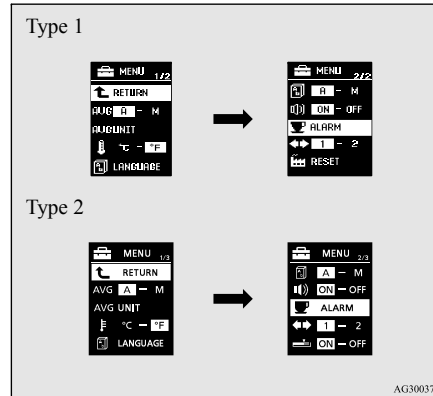 Type 1
MENU 1/2
RETURN
AVG A – M
AVG UNIT
°C – °F
LANGUAGE
MENU 2/2
A – M
ON – OFF
ALARM
1 – 2
RESET
Type 2
MENU 1/3
RETURN
AVG A – M
AVG UNIT
°C – °F
LANGUAGE
MENU 2/3
A – M
ON – OFF
ALARM
1 – 2
ON – OFF
AG30037